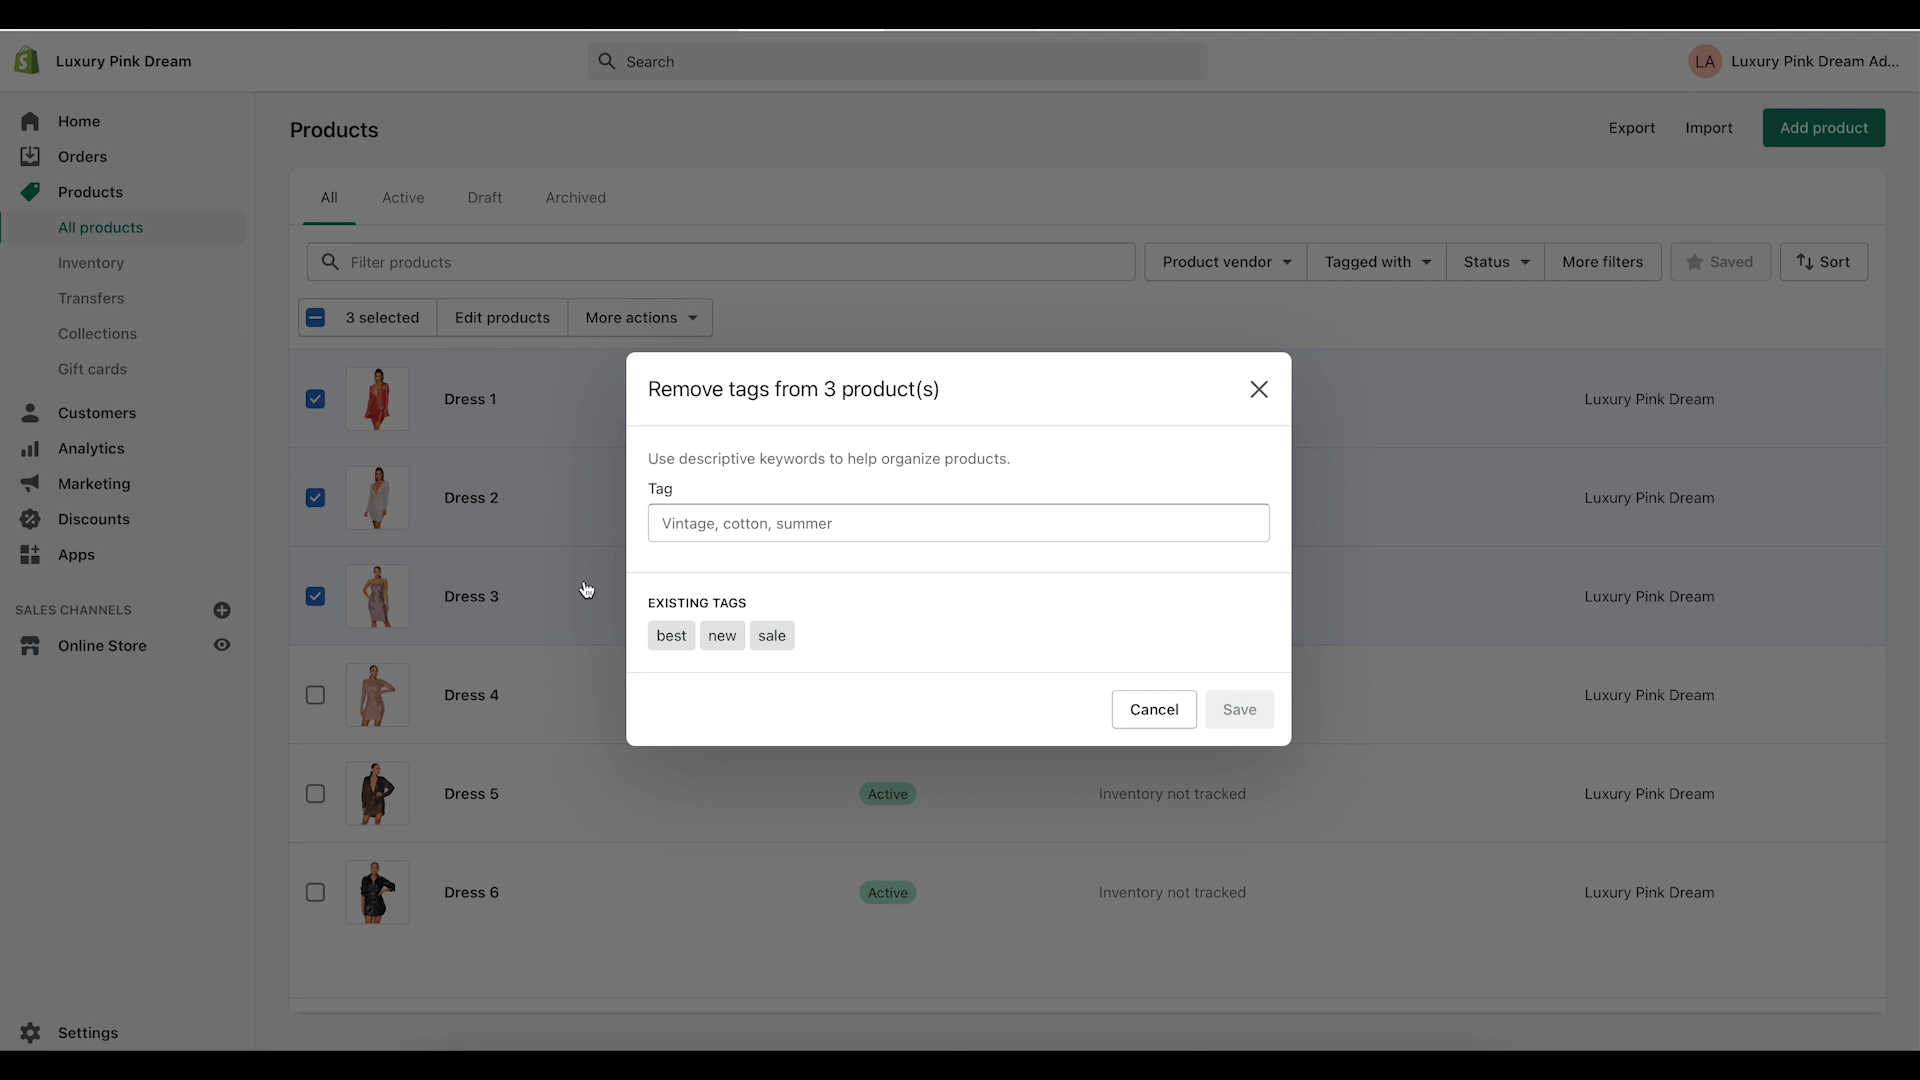 Luxury Pink Dream
Search
LA Luxury Pink Dream Ad...
Home
Orders
Products
All products
Inventory
Transfers
Collections
Gift cards
Customers
Analytics
Marketing
Discounts
Apps
SALES CHANNELS
Online Store
Settings
Products
Export Import Add product
All Active Draft Archived
Filter products Product vendor Tagged with Status More filters Saved Sort
3 selected Edit products More actions
Dress 1 Luxury Pink Dream
Dress 2 Luxury Pink Dream
Dress 3 Luxury Pink Dream
Dress 4 Luxury Pink Dream
Dress 5 Active Inventory not tracked Luxury Pink Dream
Dress 6 Active Inventory not tracked Luxury Pink Dream
Remove tags from 3 product(s)
Use descriptive keywords to help organize products.
Tag
Vintage, cotton, summer
EXISTING TAGS
best new sale
Cancel Save